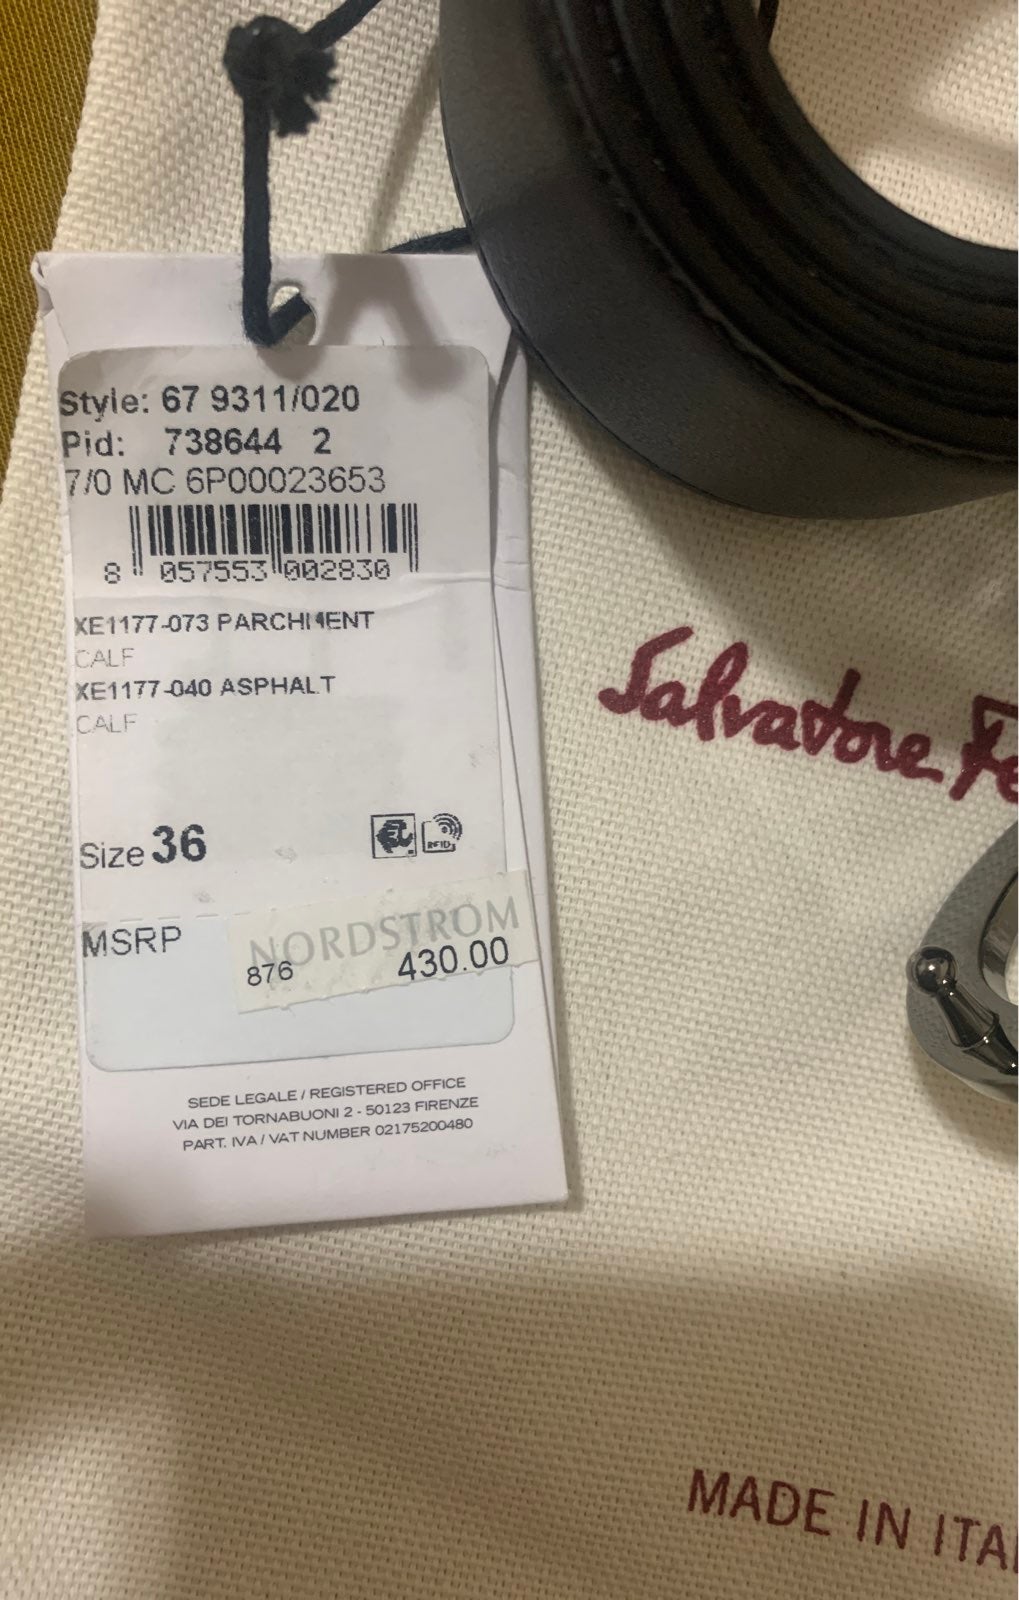 Style: 67 9311/020
Pid: 738644 2
7/0 MC 6P00023653
8 057553 002830
XE1177-073 PARCHMENT
CALF
XE1177-040 ASPHALT
CALF
Size 36
RFID
MSRP
NORDSTROM
876 430.00
SEDE LEGALE / REGISTERED OFFICE
VIA DEI TORNABUONI 2 - 50123 FIRENZE
PART. IVA / VAT NUMBER 02175200480
Salvatore Fe
MADE IN ITA